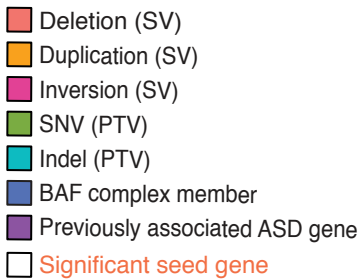 Deletion (SV)
Duplication (SV)
Inversion (SV)
SNV (PTV)
Indel (PTV)
BAF complex member
Previously associated ASD gene
Significant seed gene